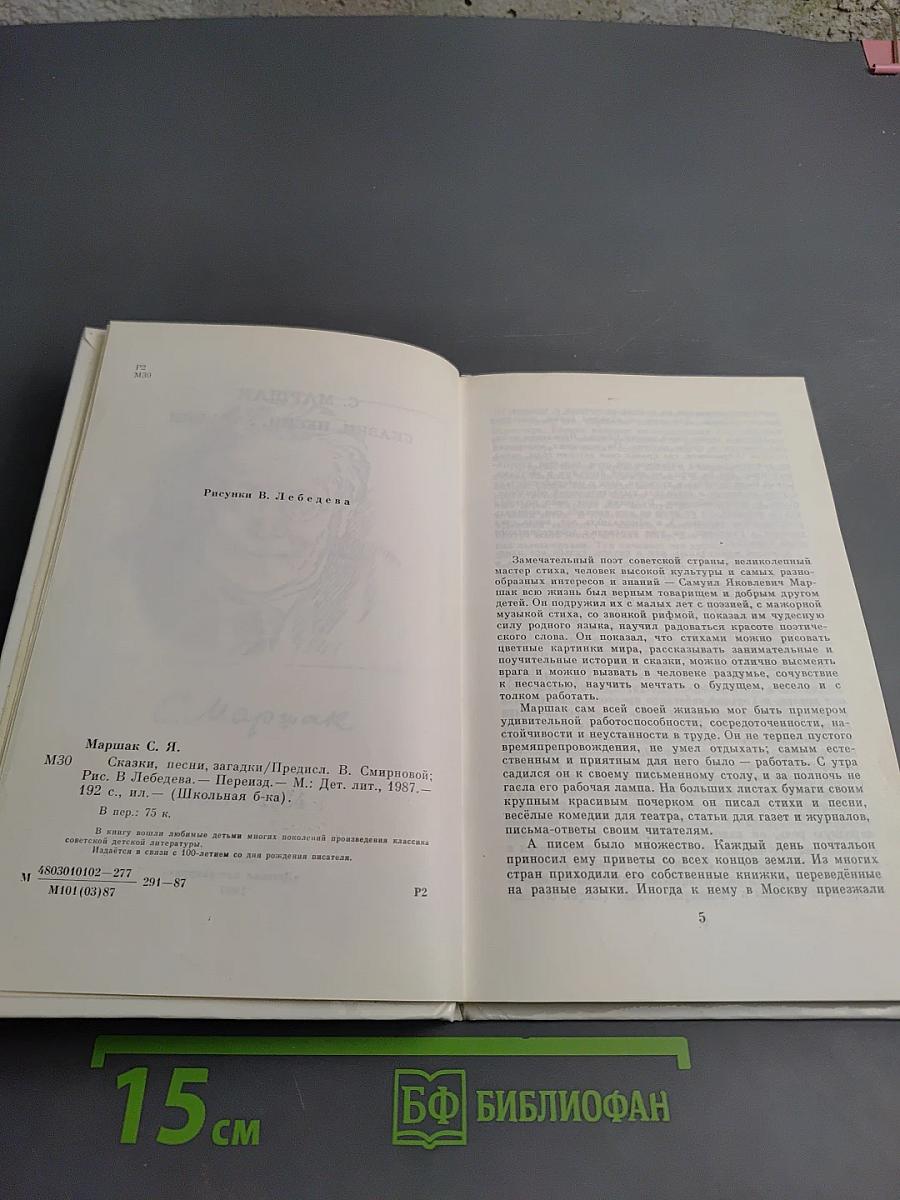 Р2
М30
Рисунки В. Лебедева
Маршак С. Я.
М30 Сказки, песни, загадки/Предисл. В. Смирновой;
Рис. В Лебедева.— Переизд.— М.: Дет. лит., 1987.—
192 с., ил.— (Школьная б-ка).
В пер.: 75 к.
В книгу вошли любимые детьми многих поколений произведения классика
советской детской литературы.
Издаётся в связи с 100-летием со дня рождения писателя.
М 4803010102—277
М101(03)87
291—87
Р2
Замечательный поэт советской страны, великолепный
мастер стиха, человек высокой культуры и самых разно-
образных интересов и знаний — Самуил Яковлевич Мар-
шак всю жизнь был верным товарищем и добрым другом
детей. Он подружил их с малых лет с поэзией, с мажорной
музыкой стиха, со звонкой рифмой, показал им чудесную
силу родного языка, научил радоваться красоте поэтиче-
ского слова. Он показал, что стихами можно рисовать
цветные картинки мира, рассказывать занимательные и
поучительные истории и сказки, можно отлично высмеять
врага и можно вызвать в человеке раздумье, сочувствие
к несчастью, научить мечтать о будущем, весело и с
толком работать.
Маршак сам всей своей жизнью мог быть примером
удивительной работоспособности, сосредоточенности, на-
стойчивости и неустанности в труде. Он не терпел пустого
времяпрепровождения, не умел отдыхать; самым есте-
ственным и приятным для него было — работать. С утра
садился он к своему письменному столу, и за полночь не
гасла его рабочая лампа. На больших листах бумаги своим
крупным красивым почерком он писал стихи и песни,
весёлые комедии для театра, статьи для газет и журналов,
письма-ответы своим читателям.
А писем было множество. Каждый день почтальон
приносил ему приветы со всех концов земли. Из многих
стран приходили его собственные книжки, переведённые
на разные языки. Иногда к нему в Москву приезжали
5
15 см
БФ БИБЛИОФАН